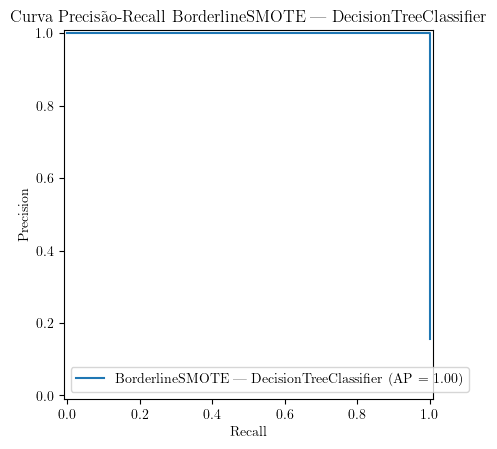 Curva Precisão-Recall BorderlineSMOTE — DecisionTreeClassifier
1.0
0.8
0.6
0.4
0.2
0.0
Precision
BorderlineSMOTE — DecisionTreeClassifier (AP = 1.00)
0.0 0.2 0.4 0.6 0.8 1.0
Recall